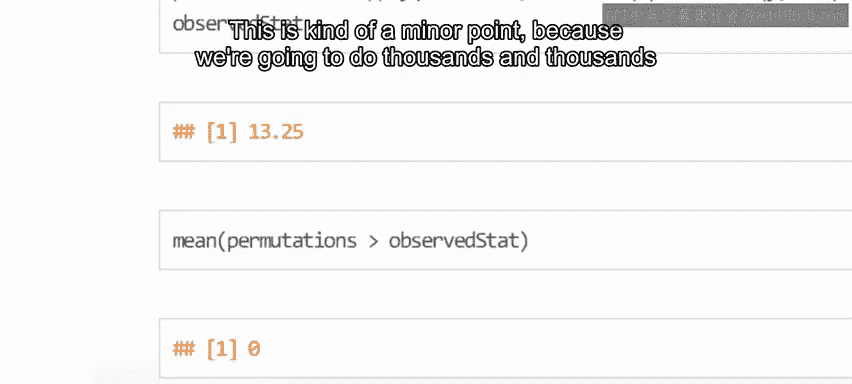 observedStat
This is kind of a minor point, because
we're going to do thousands and thousands
## [1] 13.25
mean(permutations > observedStat)
## [1] 0